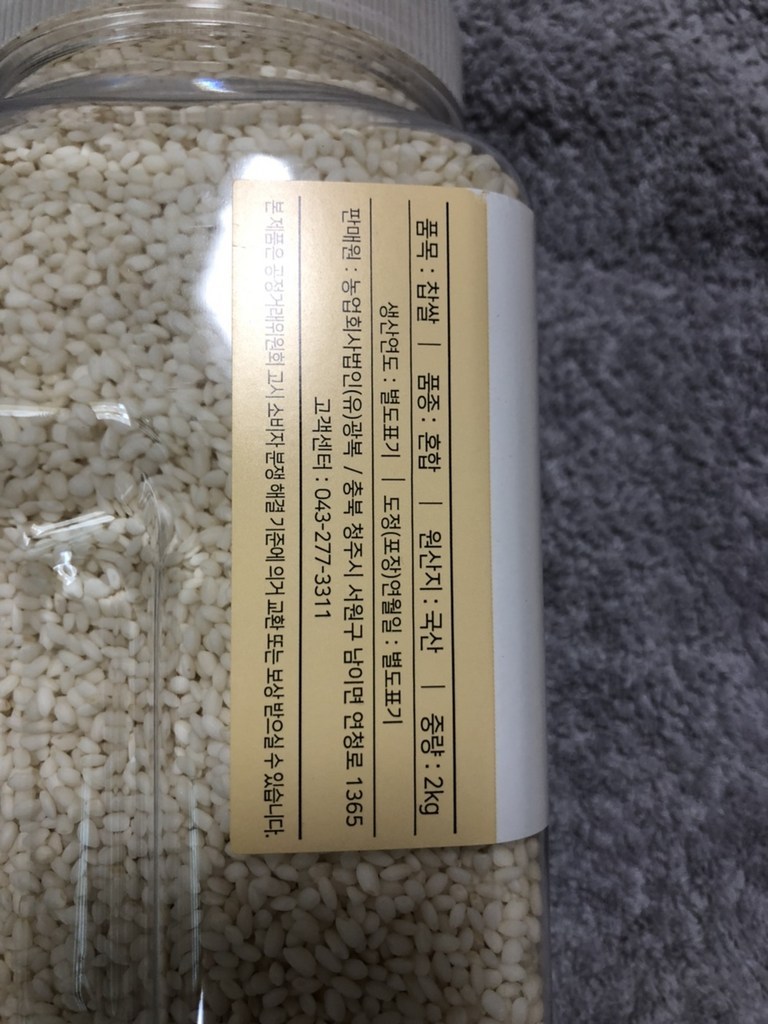 품목 : 찹쌀 | 품종 : 혼합 | 원산지 : 국산 | 중량 : 2kg
생산연도 : 별도표기 | 도정(포장)연월일 : 별도표기
판매원 : 농업회사법인(유)광복 / 충북 청주시 서원구 남이면 연청로 1365
고객센터 : 043-277-3311
본 제품은 공정거래위원회 고시 소비자 분쟁 해결 기준에 의거 교환 또는 보상 받으실 수 있습니다.